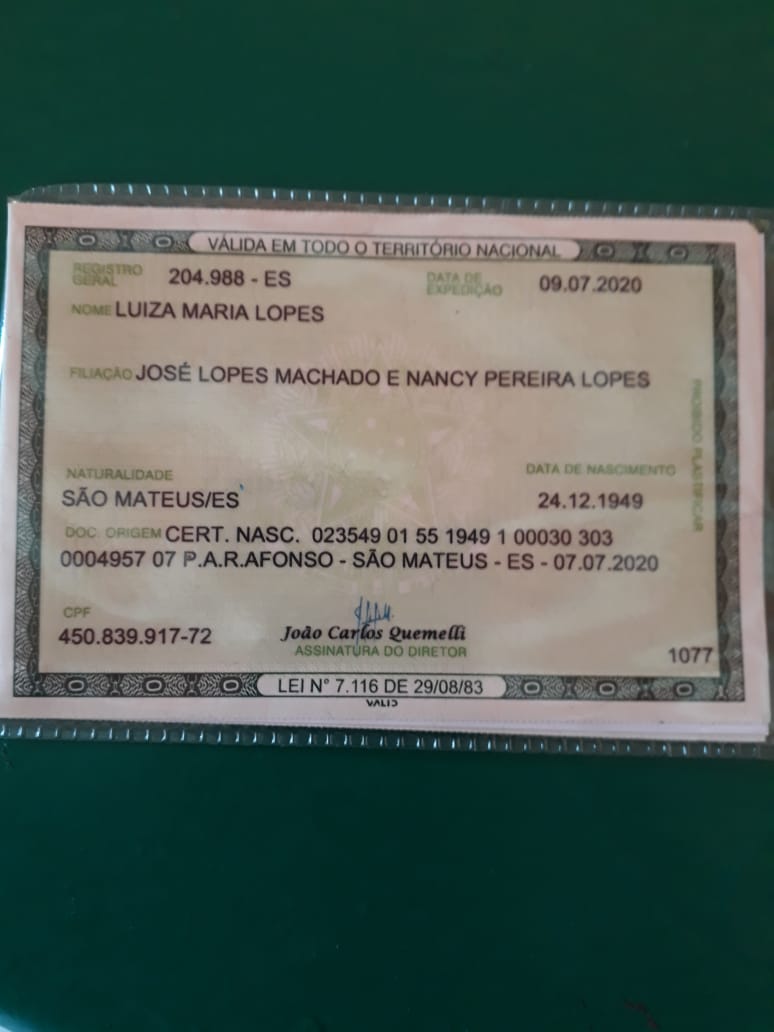 VÁLIDA EM TODO O TERRITÓRIO NACIONAL
REGISTRO GERAL 204.988 - ES DATA DE EXPEDIÇÃO 09.07.2020
NOME LUIZA MARIA LOPES
FILIAÇÃO JOSÉ LOPES MACHADO E NANCY PEREIRA LOPES
PROIBIDO PLASTIFICAR
NATURALIDADE DATA DE NASCIMENTO
SÃO MATEUS/ES 24.12.1949
DOC. ORIGEM CERT. NASC. 023549 01 55 1949 1 00030 303
0004957 07 P.A.R.AFONSO - SÃO MATEUS - ES - 07.07.2020
CPF
450.839.917-72 João Carlos Quemelli
ASSINATURA DO DIRETOR 1077
LEI N° 7.116 DE 29/08/83
VALID